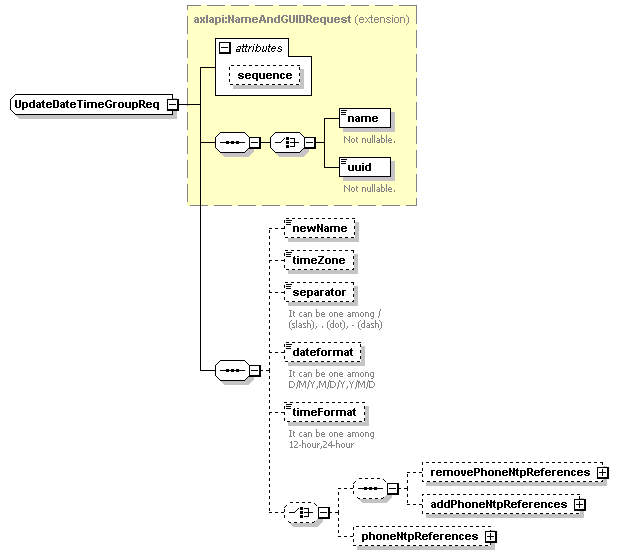 axlapi:NameAndGUIDRequest (extension)
attributes
sequence
UpdateDateTimeGroupReq
name
Not nullable.
uuid
Not nullable.
newName
timeZone
separator
It can be one among /
(slash), . (dot), - (dash)
dateformat
It can be one among
D/M/Y,M/D/Y,Y/M/D
timeFormat
It can be one among
12-hour,24-hour
removePhoneNtpReferences
addPhoneNtpReferences
phoneNtpReferences